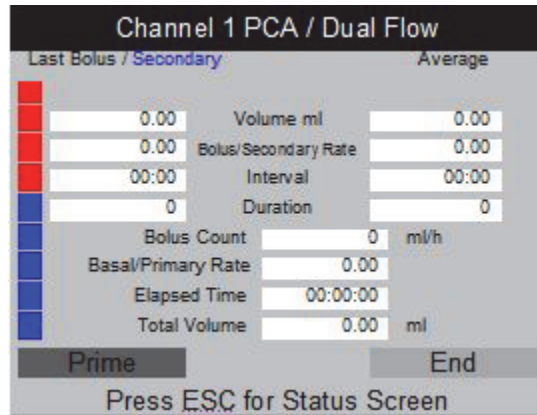 Channel 1 PCA / Dual Flow
Last Bolus / Secondary Average
0.00 Volume ml 0.00
0.00 Bolus/Secondary Rate 0.00
00:00 Interval 00:00
0 Duration 0
Bolus Count 0 ml/h
Basal/Primary Rate 0.00
Elapsed Time 00:00:00
Total Volume 0.00 ml
Prime End
Press ESC for Status Screen